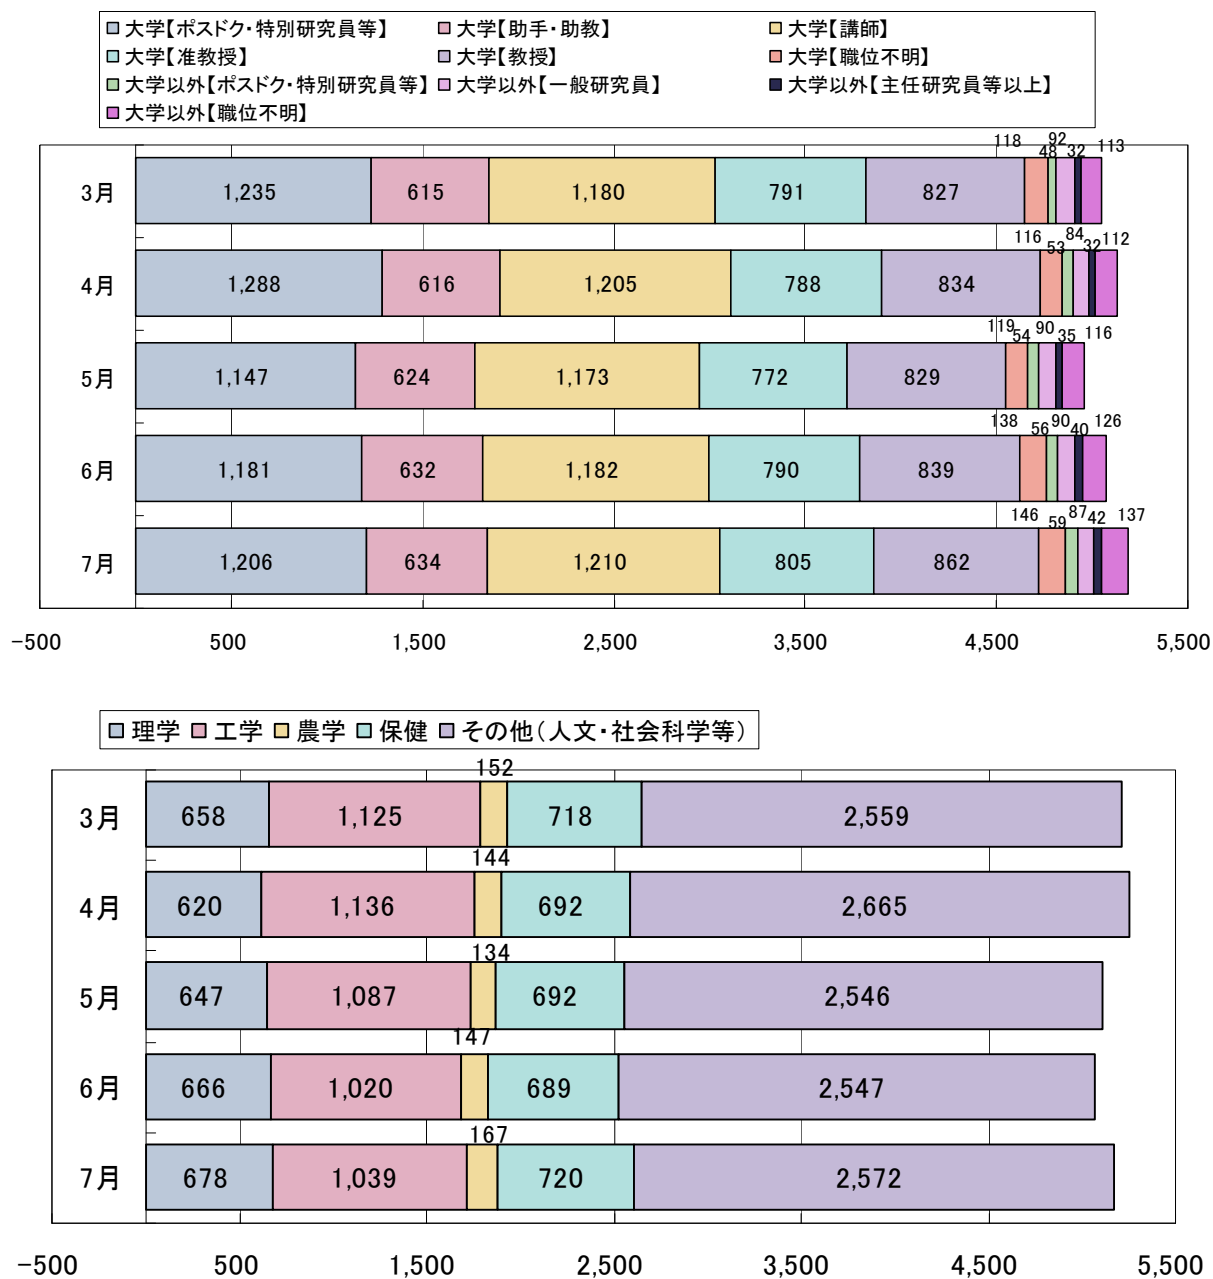 大学【ポスドク・特別研究員等】 大学【助手・助教】 大学【講師】
大学【准教授】 大学【教授】 大学【職位不明】
大学以外【ポスドク・特別研究員等】 大学以外【一般研究員】 大学以外【主任研究員等以上】
大学以外【職位不明】
118 48 92 32 113
3月 1,235 615 1,180 791 827
116 53 84 32 112
4月 1,288 616 1,205 788 834
119 54 90 35 116
5月 1,147 624 1,173 772 829
138 56 90 40 126
6月 1,181 632 1,182 790 839
146 59 87 42 137
7月 1,206 634 1,210 805 862
-500 500 1,500 2,500 3,500 4,500 5,500
理学 工学 農学 保健 その他(人文・社会科学等)
152
3月 658 1,125 718 2,559
144
4月 620 1,136 692 2,665
134
5月 647 1,087 692 2,546
147
6月 666 1,020 689 2,547
167
7月 678 1,039 720 2,572
-500 500 1,500 2,500 3,500 4,500 5,500